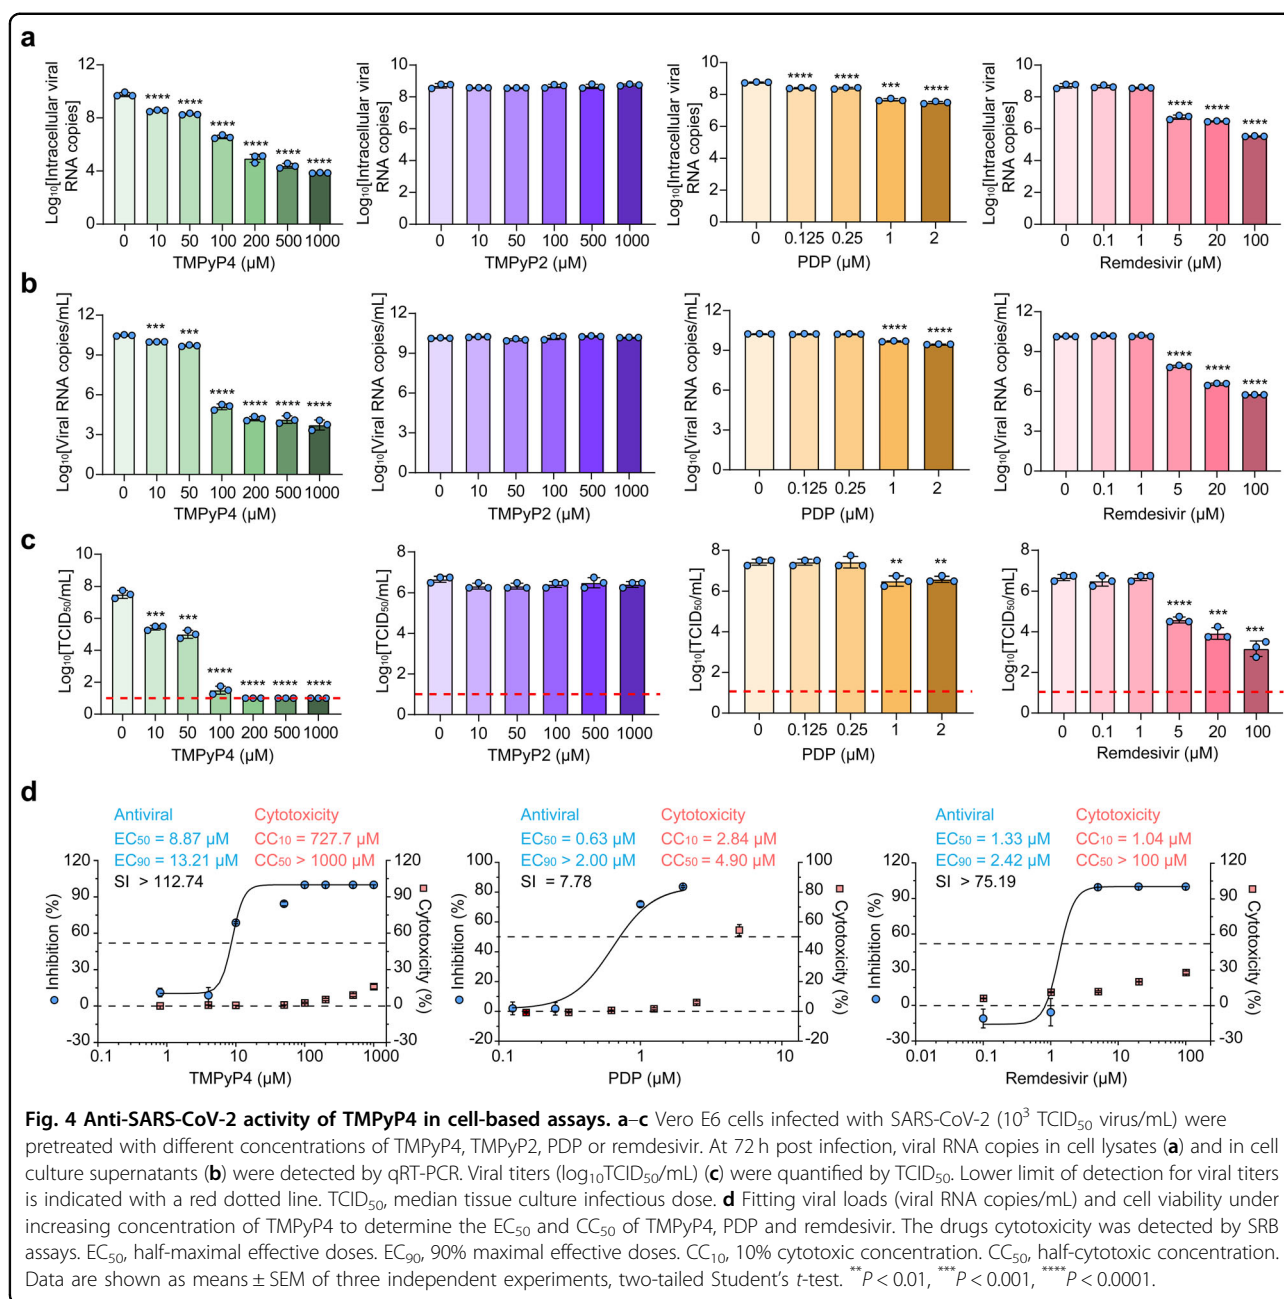 a
Log10[Intracellular viral
RNA copies]
12
8
4
0
**** **** **** **** **** ****
0 10 50 100 200 500 1000
TMPyP4 (µM)
Log10[Intracellular viral
RNA copies]
10
8
6
4
2
0
0 10 50 100 500 1000
TMPyP2 (µM)
Log10[Intracellular viral
RNA copies]
10
8
6
4
2
0
**** **** *** ****
0 0.125 0.25 1 2
PDP (µM)
Log10[Intracellular viral
RNA copies]
10
8
6
4
2
0
**** **** ****
0 0.1 1 5 20 100
Remdesivir (µM)
b
Log10[Viral RNA copies/mL]
12
9
6
3
0
*** *** **** **** **** ****
0 10 50 100 200 500 1000
TMPyP4 (µM)
Log10[Viral RNA copies/mL]
12
9
6
3
0
0 10 50 100 500 1000
TMPyP2 (µM)
Log10[Viral RNA copies/mL]
12
9
6
3
0
**** ****
0 0.125 0.25 1 2
PDP (µM)
Log10[Viral RNA copies/mL]
12
9
6
3
0
**** **** ****
0 0.1 1 5 20 100
Remdesivir (µM)
c
Log10[TCID50/mL]
10
8
6
4
2
0
*** *** **** **** **** ****
0 10 50 100 200 500 1000
TMPyP4 (µM)
Log10[TCID50/mL]
8
6
4
2
0
0 10 50 100 500 1000
TMPyP2 (µM)
Log10[TCID50/mL]
8
6
4
2
0
** **
0 0.125 0.25 1 2
PDP (µM)
Log10[TCID50/mL]
8
6
4
2
0
**** *** ***
0 0.1 1 5 20 100
Remdesivir (µM)
d
Antiviral Cytotoxicity
EC50 = 8.87 µM CC10 = 727.7 µM
EC90 = 13.21 µM CC50 > 1000 µM
SI > 112.74
Inhibition (%)
120
90
60
30
0
-30
120
90
60
30
0
-30
Cytotoxicity (%)
0.1 1 10 100 1000
TMPyP4 (µM)
Antiviral Cytotoxicity
EC50 = 0.63 µM CC10 = 2.84 µM
EC90 > 2.00 µM CC50 = 4.90 µM
SI = 7.78
Inhibition (%)
100
80
60
40
20
0
-20
100
80
60
40
20
0
-20
Cytotoxicity (%)
0.1 1 10
PDP (µM)
Antiviral Cytotoxicity
EC50 = 1.33 µM CC10 = 1.04 µM
EC90 = 2.42 µM CC50 > 100 µM
SI > 75.19
Inhibition (%)
120
90
60
30
0
-30
120
90
60
30
0
-30
Cytotoxicity (%)
0.01 0.1 1 10 100
Remdesivir (µM)
Fig. 4 Anti-SARS-CoV-2 activity of TMPyP4 in cell-based assays. a–c Vero E6 cells infected with SARS-CoV-2 (10³ TCID50 virus/mL) were
pretreated with different concentrations of TMPyP4, TMPyP2, PDP or remdesivir. At 72 h post infection, viral RNA copies in cell lysates (a) and in cell
culture supernatants (b) were detected by qRT-PCR. Viral titers (log10TCID50/mL) (c) were quantified by TCID50. Lower limit of detection for viral titers
is indicated with a red dotted line. TCID50, median tissue culture infectious dose. d Fitting viral loads (viral RNA copies/mL) and cell viability under
increasing concentration of TMPyP4 to determine the EC50 and CC50 of TMPyP4, PDP and remdesivir. The drugs cytotoxicity was detected by SRB
assays. EC50, half-maximal effective doses. EC90, 90% maximal effective doses. CC10, 10% cytotoxic concentration. CC50, half-cytotoxic concentration.
Data are shown as means ± SEM of three independent experiments, two-tailed Student's t-test. **P < 0.01, ***P < 0.001, ****P < 0.0001.